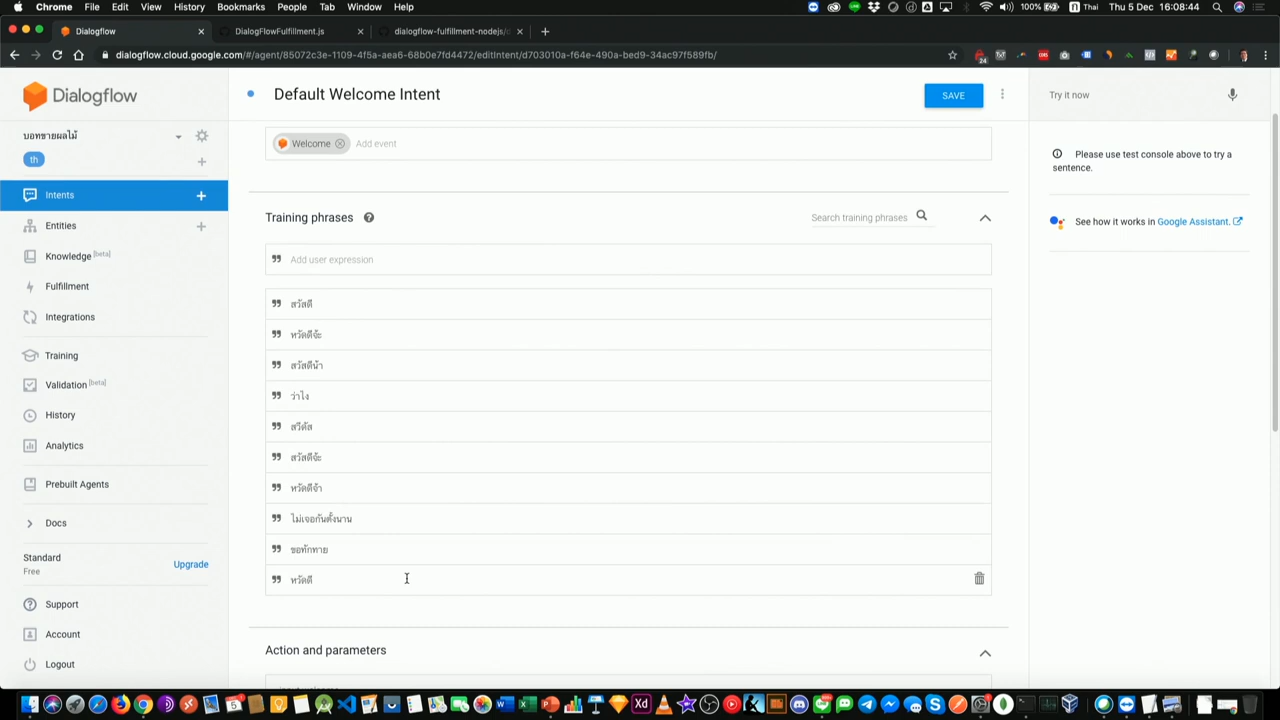 Chrome File Edit View History Bookmarks People Tab Window Help
100% Thai Thu 5 Dec 16:08:44
Dialogflow
DialogFlowFulfillment.js
dialogflow-fulfillment-nodejs/
dialogflow.cloud.google.com/#/agent/85072c3e-1109-4f5a-aea6-68b0e7fd4472/editIntent/d703010a-f64e-490a-bed9-34ac97f589fb/
24
Dialogflow
Default Welcome Intent
SAVE
Try it now
บอทขายผลไม้
th
Welcome
Add event
Please use test console above to try a
sentence.
Intents
Training phrases
Search training phrases
See how it works in Google Assistant.
Entities
Knowledge [beta]
Add user expression
Fulfillment
สวัสดี
Integrations
หวัดดีจ้ะ
Training
สวัสดีน้า
Validation [beta]
ว่าไง
History
สวีดัส
Analytics
สวัสดีจ้ะ
Prebuilt Agents
หวัดดีจ้า
Docs
ไม่เจอกันตั้งนาน
Standard
Free
Upgrade
ขอทักทาย
หวัดดี
Support
Account
Action and parameters
Logout